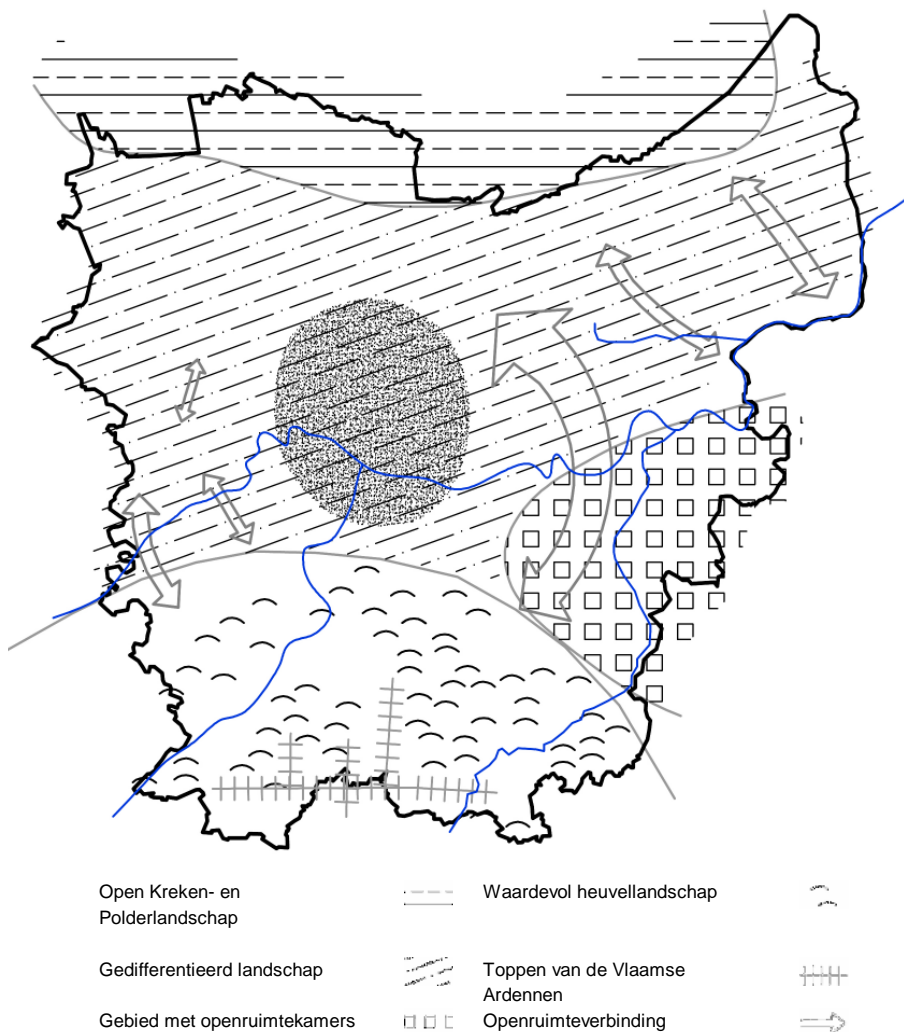 Open Kreken- en
Polderlandschap
Waardevol heuvellandschap
Gedifferentieerd landschap
Toppen van de Vlaamse
Ardennen
Gebied met openruimtekamers
Openruimteverbinding